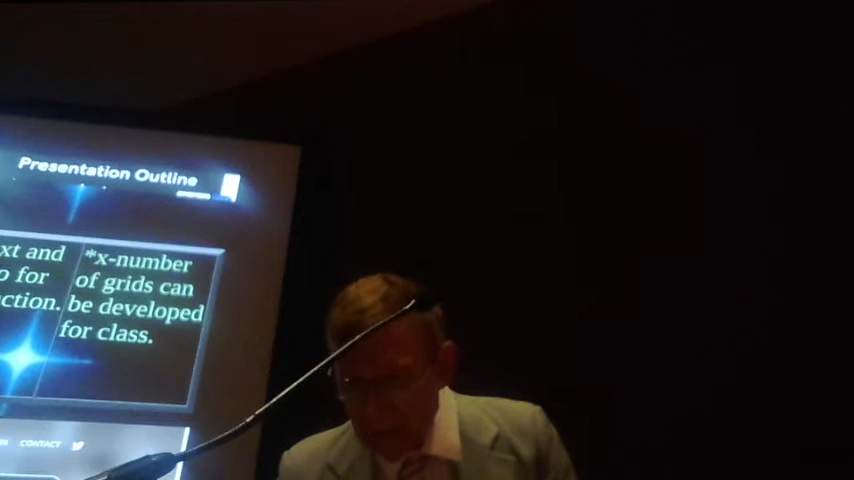 Presentation Outline
xt and
o for
ction.
*x-number
of grids can
be developed
for class.
CONTACT